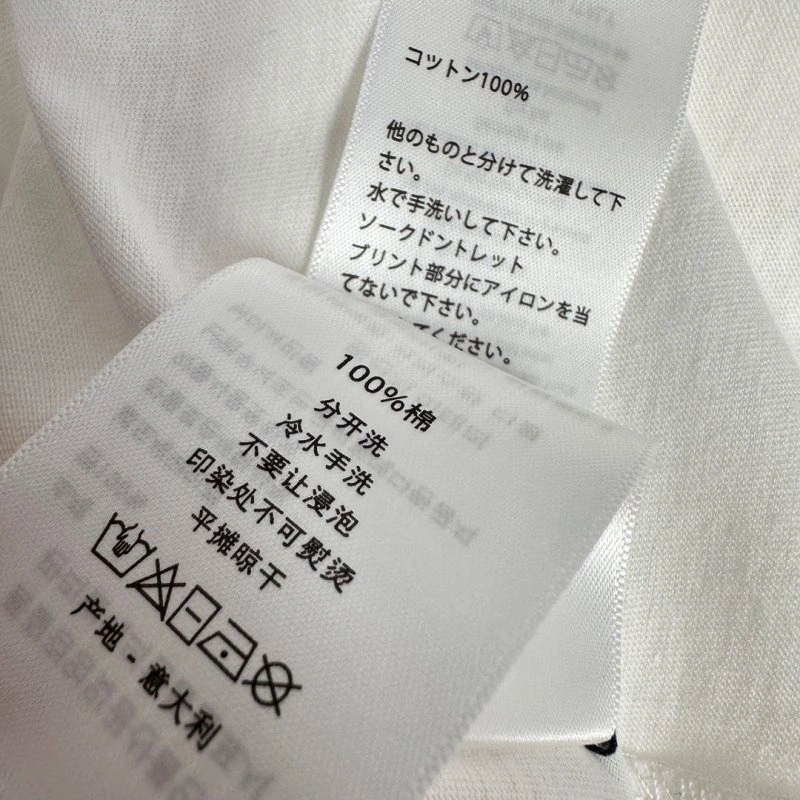 コットン100%
他のものと分けて洗濯して下
さい。
水で手洗いして下さい。
ソークドントレット
プリント部分にアイロンを当
てないで下さい。
てください。
100%棉
分开洗
冷水手洗
不要让浸泡
印染处不可熨烫
平摊晾干
产地 - 意大利